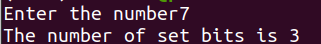 Enter the number7
The number of set bits is 3